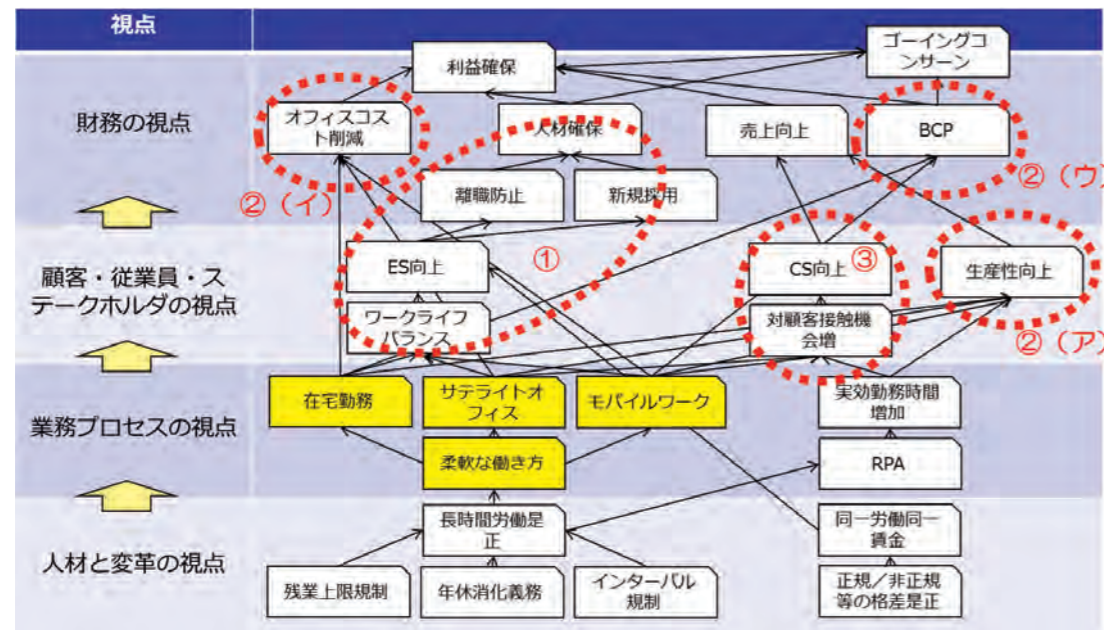 視点
ゴーイングコ
ンサーン
利益確保
財務の視点
オフィスコス
ト削減
人材確保
売上向上
BCP
②（イ）
離職防止
新規採用
②（ウ）
顧客・従業員・ス
テークホルダの視点
ES向上
①
CS向上
③
生産性向上
ワークライフ
バランス
対顧客接触機
会増
②（ア）
業務プロセスの視点
在宅勤務
サテライトオ
フィス
モバイルワーク
実効勤務時間
増加
柔軟な働き方
RPA
人材と変革の視点
長時間労働是
正
同一労働同一
賃金
残業上限規制
年休消化義務
インターバル
規制
正規／非正規
等の格差是正